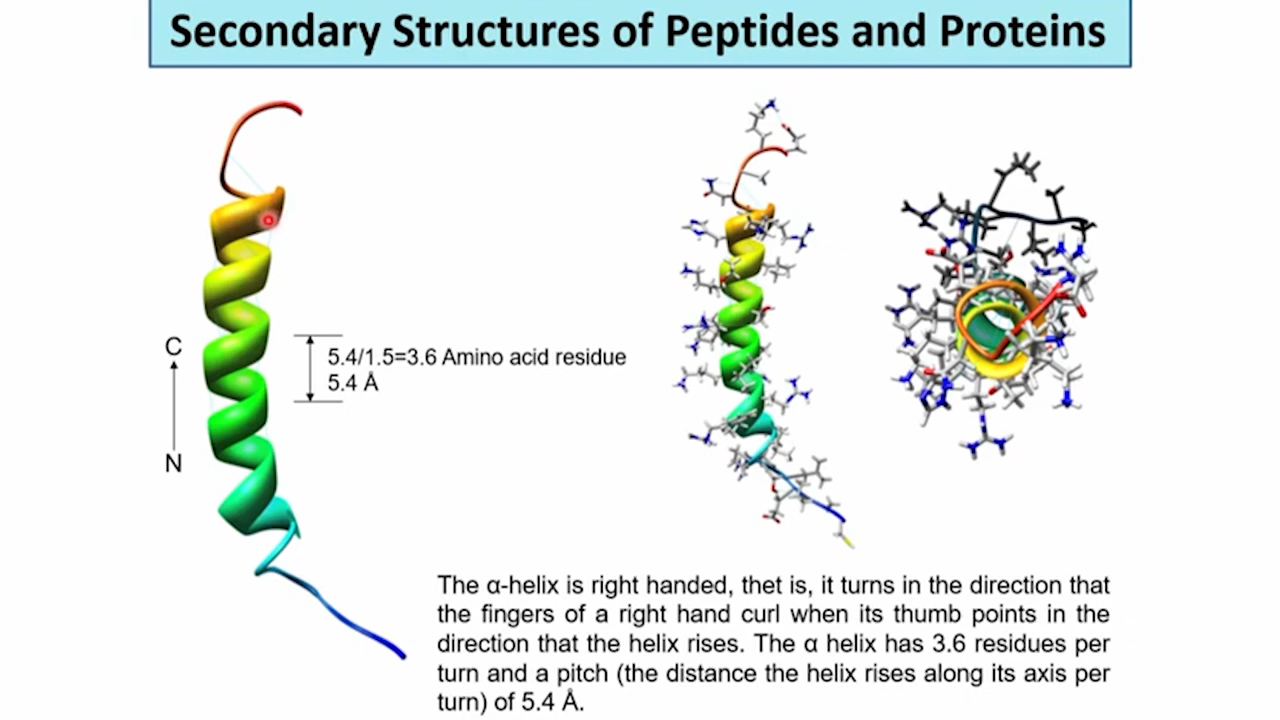 Secondary Structures of Peptides and Proteins
5.4/1.5=3.6 Amino acid residue
5.4 Å
C
N
The α-helix is right handed, thet is, it turns in the direction that
the fingers of a right hand curl when its thumb points in the
direction that the helix rises. The α helix has 3.6 residues per
turn and a pitch (the distance the helix rises along its axis per
turn) of 5.4 Å.